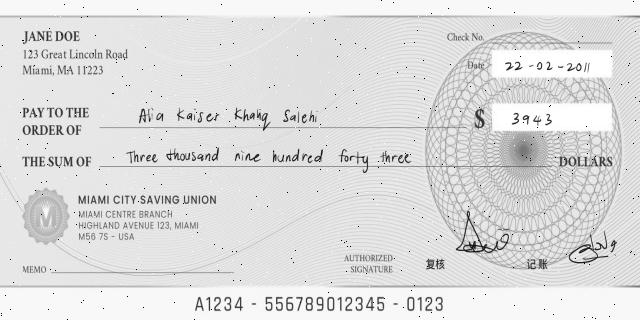 JANE DOE
123 Great Lincoln Road
Miami, MA 11223
Check No.
Date 22-02-2011
PAY TO THE
ORDER OF Alia Kaiser Khaliq Salehi
$ 3943
THE SUM OF Three thousand nine hundred forty three DOLLARS
MIAMI CITY SAVING UNION
MIAMI CENTRE BRANCH
HIGHLAND AVENUE 123, MIAMI
M56 7S - USA
MEMO
AUTHORIZED
SIGNATURE
复核
记账
A1234 - 556789012345 - 0123